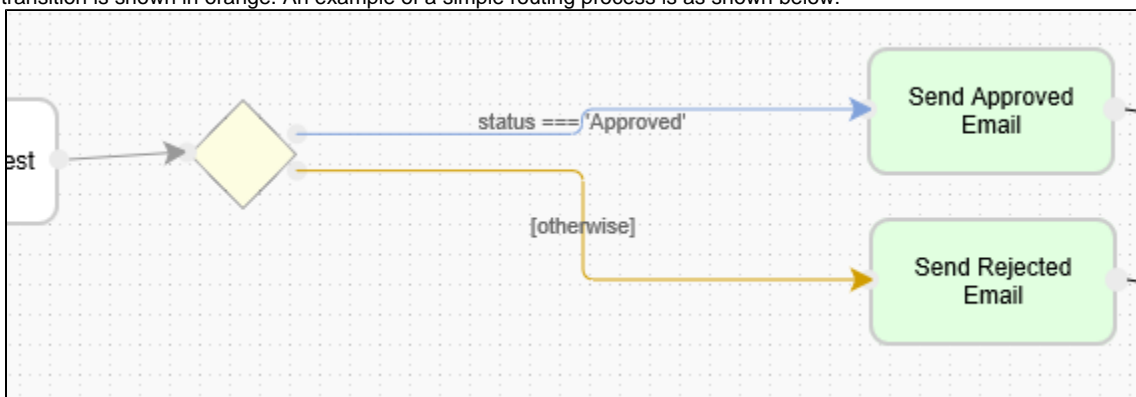 transition is shown in orange. An example of a simple routing process is as shown below.
est
status === 'Approved'
Send Approved
Email
[otherwise]
Send Rejected
Email